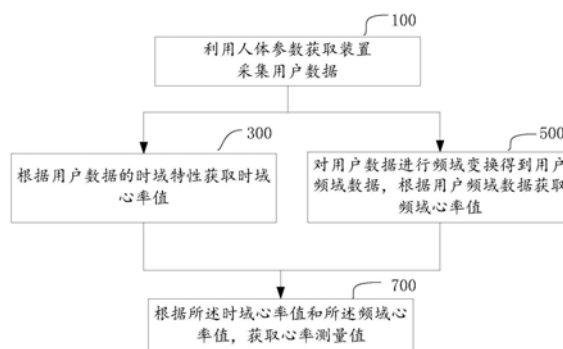 100
利用人体参数获取装置
采集用户数据
300
根据用户数据的时域特性获取时域
心率值
500
对用户数据进行频域变换得到用户
频域数据，根据用户频域数据获取
频域心率值
700
根据所述时域心率值和所述频域心
率值，获取心率测量值